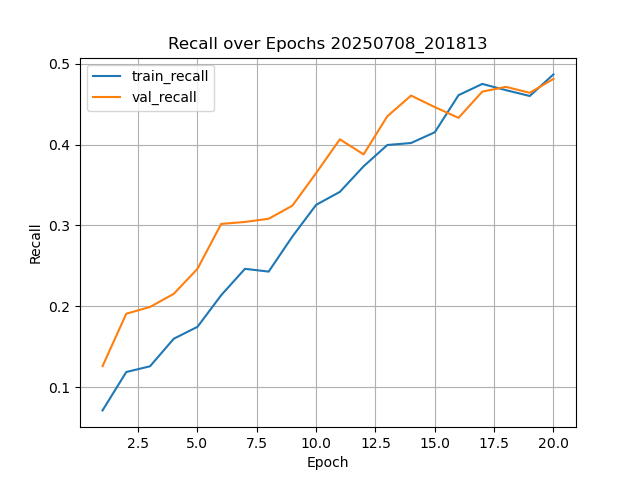 Recall over Epochs 20250708_201813
train_recall
val_recall
0.5
0.4
0.3
0.2
0.1
Recall
2.5 5.0 7.5 10.0 12.5 15.0 17.5 20.0
Epoch